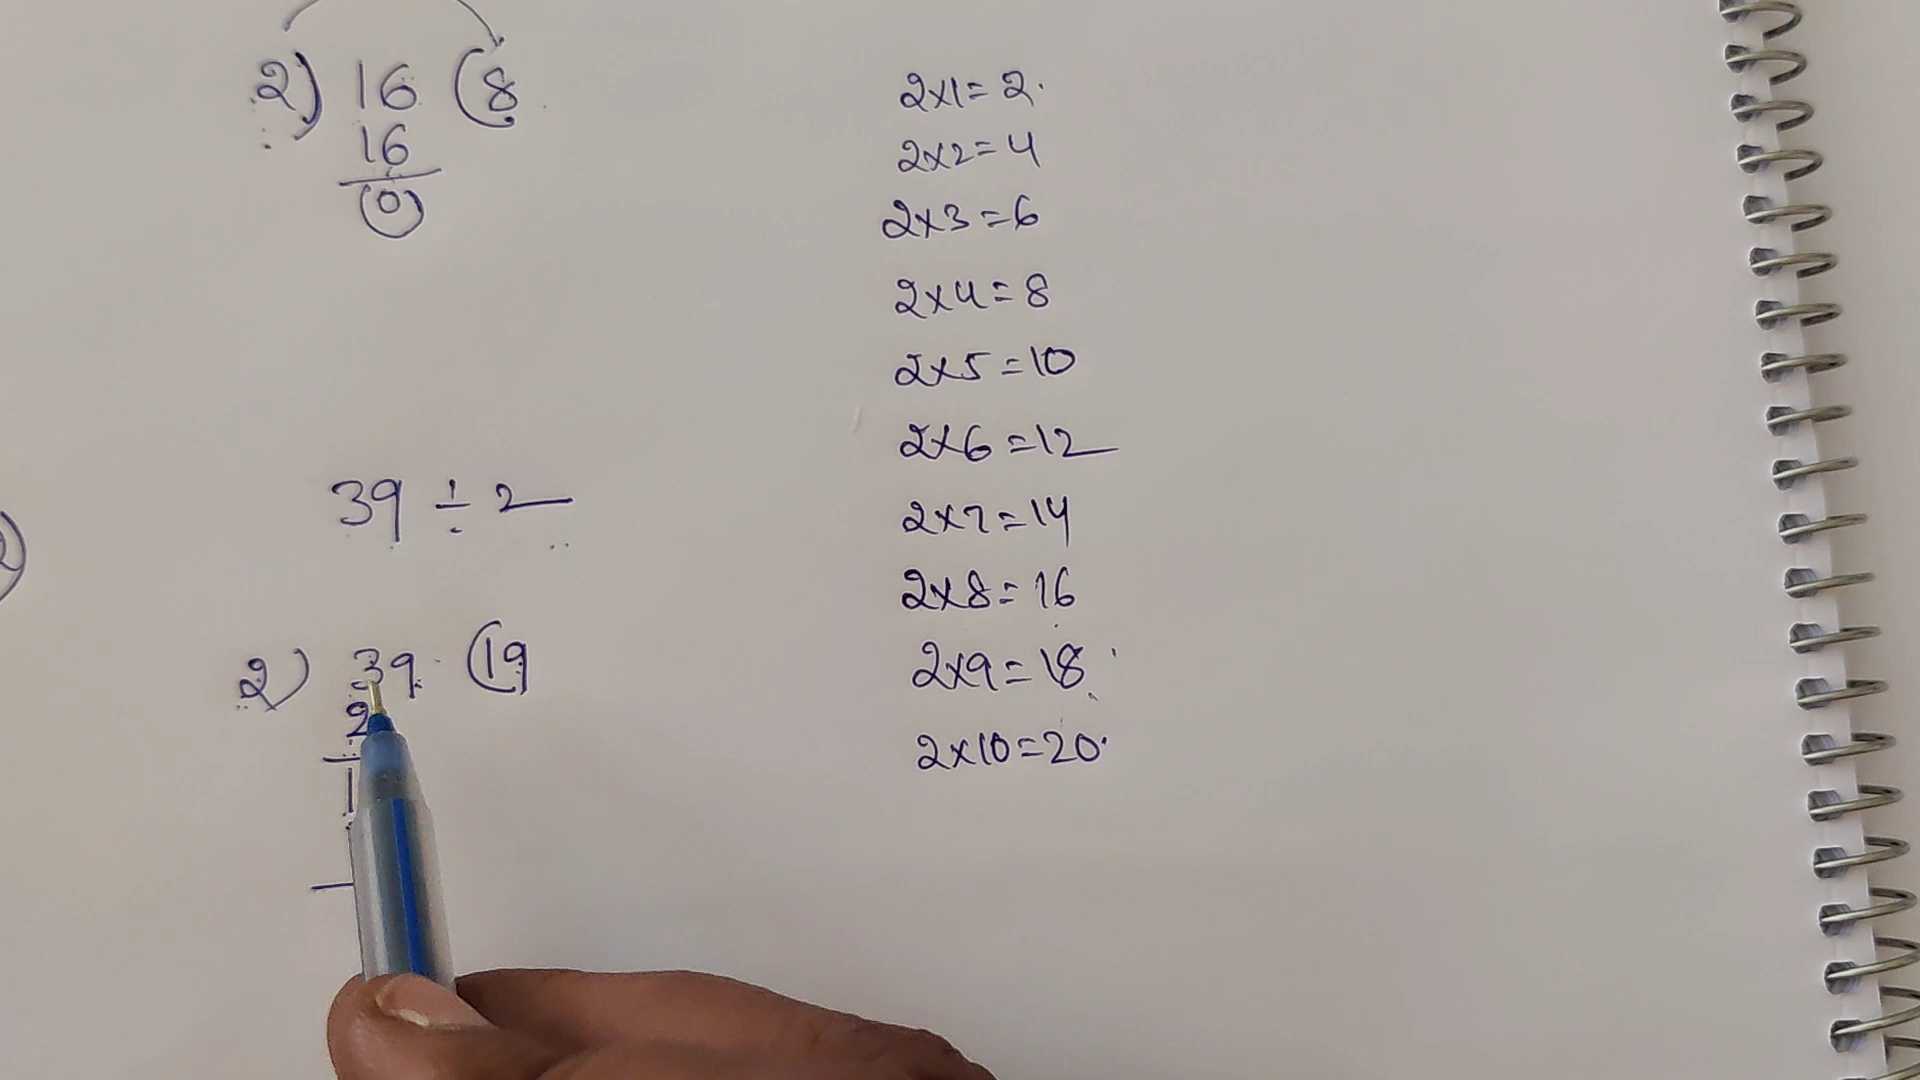 2) 16 (8
16
0
39 ÷ 2
2) 39 (19
2
1
2x1=2
2x2=4
2x3=6
2x4=8
2x5=10
2x6=12
2x7=14
2x8=16
2x9=18
2x10=20